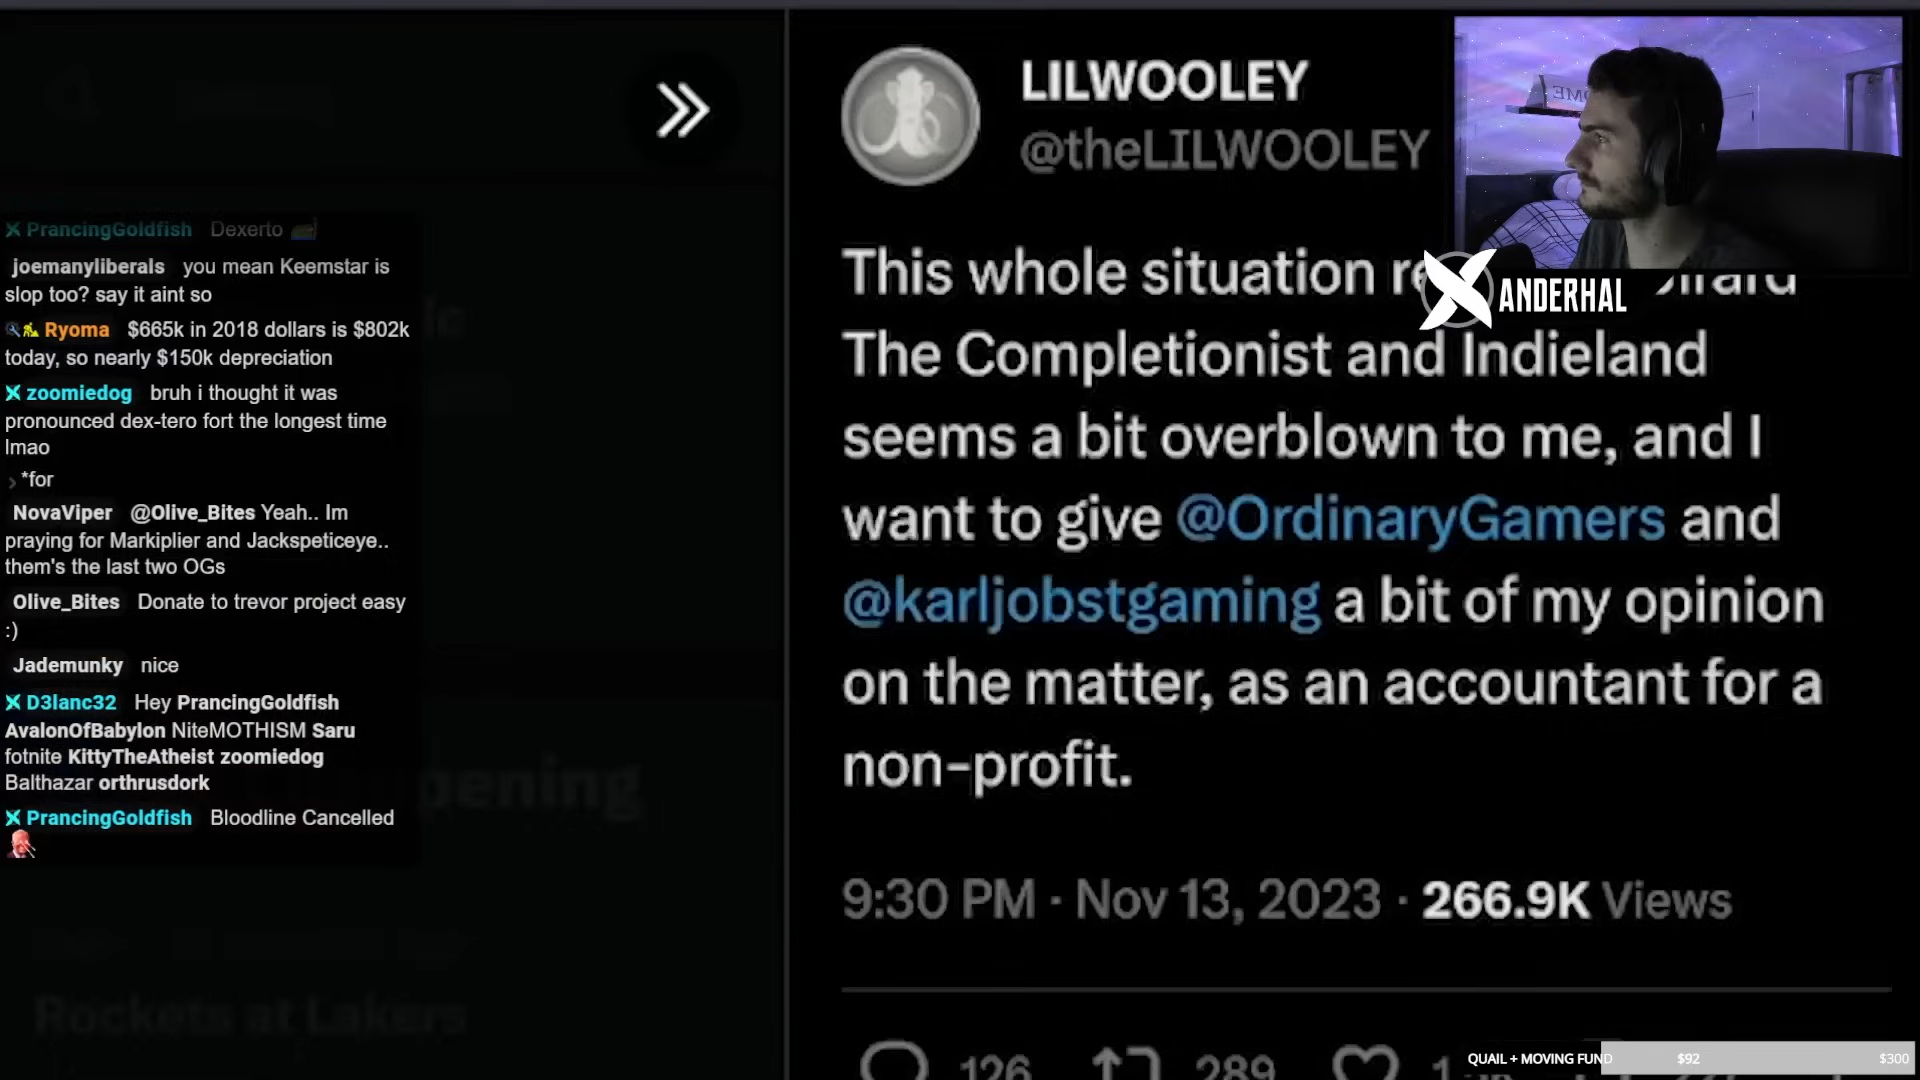 LILWOOLEY
@theLILWOOLEY
This whole situation re
The Completionist and Indieland
seems a bit overblown to me, and I
want to give @OrdinaryGamers and
@karljobstgaming a bit of my opinion
on the matter, as an accountant for a
non-profit.
9:30 PM · Nov 13, 2023 · 266.9K Views
126 289
ANDERHAL
PrancingGoldfish Dexerto
joemanyliberals you mean Keemstar is
slop too? say it aint so
Ryoma $665k in 2018 dollars is $802k
today, so nearly $150k depreciation
zoomiedog bruh i thought it was
pronounced dex-tero fort the longest time
lmao
*for
NovaViper @Olive_Bites Yeah.. Im
praying for Markiplier and Jackspeticeye..
them's the last two OGs
Olive_Bites Donate to trevor project easy
:)
Jademunky nice
D3lanc32 Hey PrancingGoldfish
AvalonOfBabylon NiteMOTHISM Saru
fotnite KittyTheAtheist zoomiedog
Balthazar orthrusdork
PrancingGoldfish Bloodline Cancelled
pening
Rockets at Lakers
QUAIL + MOVING FUND $92 $300